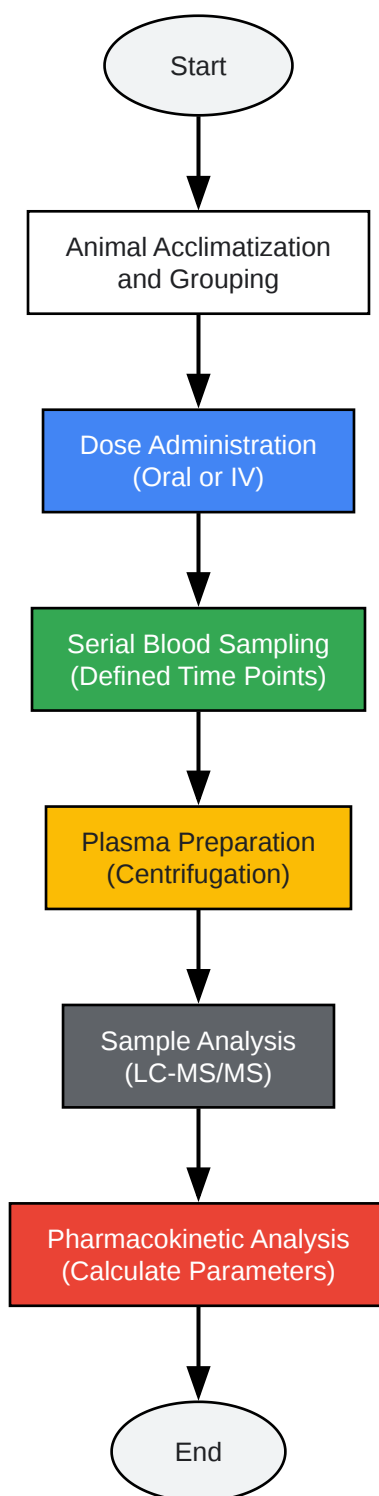 Start
Animal Acclimatization
and Grouping
Dose Administration
(Oral or IV)
Serial Blood Sampling
(Defined Time Points)
Plasma Preparation
(Centrifugation)
Sample Analysis
(LC-MS/MS)
Pharmacokinetic Analysis
(Calculate Parameters)
End